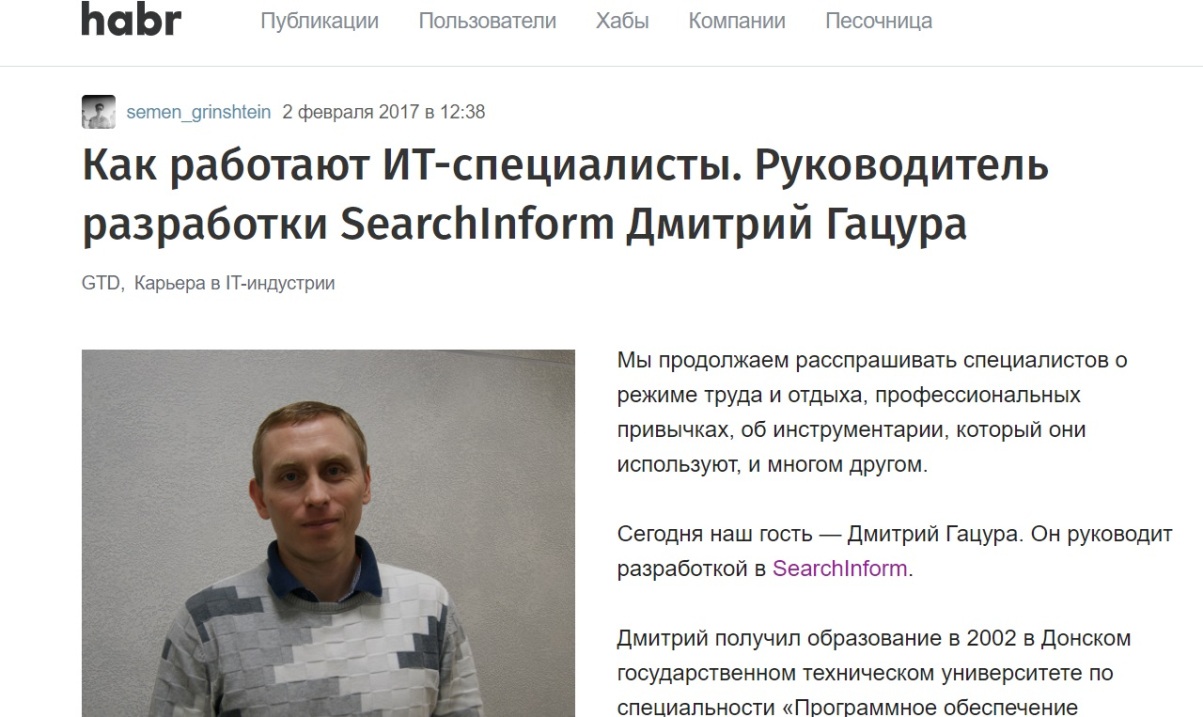 habr Публикации Пользователи Хабы Компании Песочница
semen_grinshtein 2 февраля 2017 в 12:38
Как работают ИТ-специалисты. Руководитель
разработки SearchInform Дмитрий Гацура
GTD, Карьера в IT-индустрии
Мы продолжаем расспрашивать специалистов о
режиме труда и отдыха, профессиональных
привычках, об инструментарии, который они
используют, и многом другом.
Сегодня наш гость — Дмитрий Гацура. Он руководит
разработкой в SearchInform.
Дмитрий получил образование в 2002 в Донском
государственном техническом университете по
специальности «Программное обеспечение